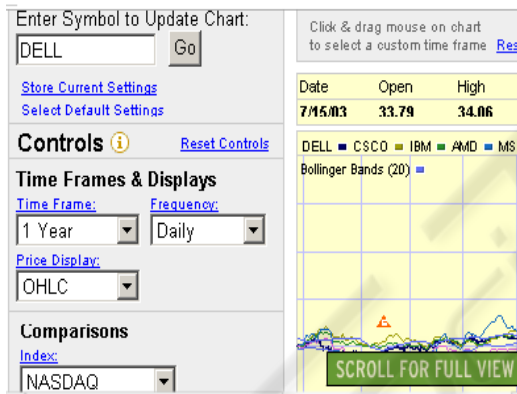 Enter Symbol to Update Chart:
DELL
Go
Store Current Settings
Select Default Settings
Controls i
Reset Controls
Time Frames & Displays
Time Frame:
Frequency:
1 Year
Daily
Price Display:
OHLC
Comparisons
Index:
NASDAQ
Click & drag mouse on chart
to select a custom time frame Res
Date Open High
7/15/03 33.79 34.06
DELL CSCO IBM AMD MS
Bollinger Bands (20)
SCROLL FOR FULL VIEW